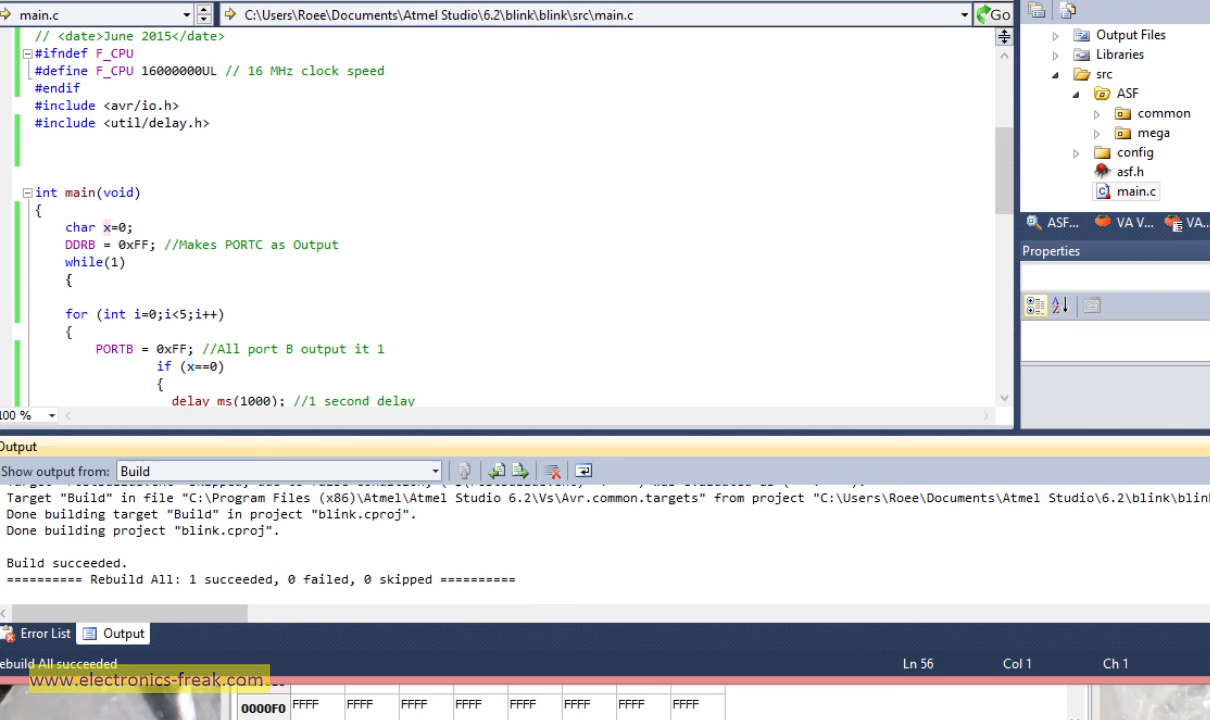 main.c
C:\Users\Roee\Documents\Atmel Studio\6.2\blink\blink\src\main.c
Go
// <date>June 2015</date>
#ifndef F_CPU
#define F_CPU 16000000UL // 16 MHz clock speed
#endif
#include <avr/io.h>
#include <util/delay.h>
int main(void)
{
char x=0;
DDRB = 0xFF; //Makes PORTC as Output
while(1)
{
for (int i=0;i<5;i++)
{
PORTB = 0xFF; //All port B output it 1
if (x==0)
{
delay ms(1000); //1 second delay
100 %
Output Files
Libraries
src
ASF
common
mega
config
asf.h
main.c
ASF... VA V... VA...
Properties
Output
Show output from: Build
Target "Build" in file "C:\Program Files (x86)\Atmel\Atmel Studio 6.2\Vs\Avr.common.targets" from project "C:\Users\Roee\Documents\Atmel Studio\6.2\blink\blink
Done building target "Build" in project "blink.cproj".
Done building project "blink.cproj".
Build succeeded.
========== Rebuild All: 1 succeeded, 0 failed, 0 skipped ==========
Error List Output
ebuild All succeeded Ln 56 Col 1 Ch 1
www.electronics-freak.com
0000F0 FFFF FFFF FFFF FFFF FFFF FFFF FFFF FFFF